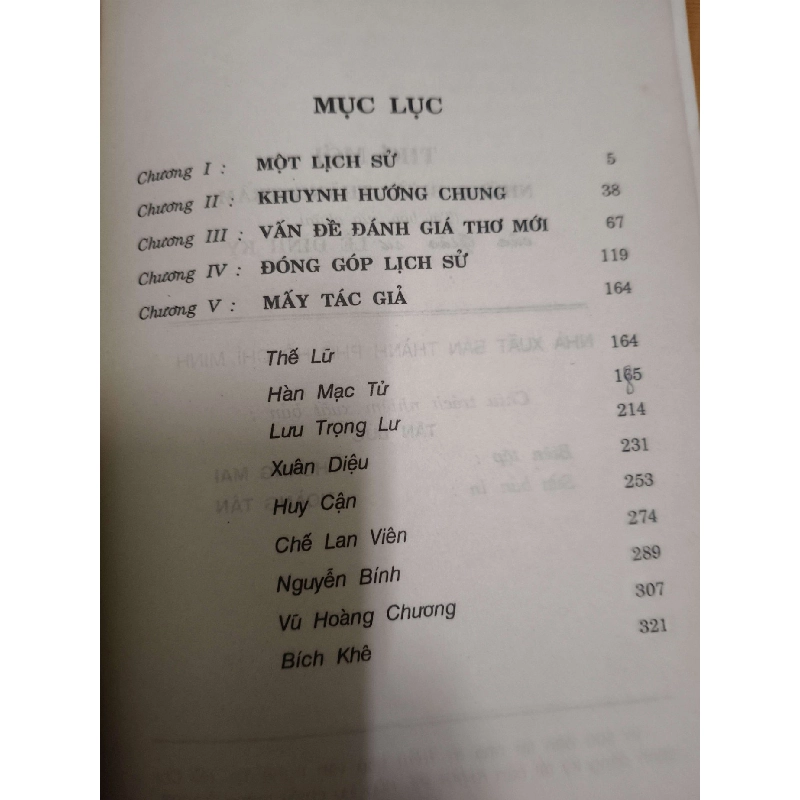 MỤC LỤC
Chương I : MỘT LỊCH SỬ 5
Chương II : KHUYNH HƯỚNG CHUNG 38
Chương III : VẤN ĐỀ ĐÁNH GIÁ THƠ MỚI 67
Chương IV : ĐÓNG GÓP LỊCH SỬ 119
Chương V : MẤY TÁC GIẢ 164
Thế Lữ 164
Hàn Mạc Tử 185
Lưu Trọng Lư 214
Xuân Diệu 231
Huy Cận 253
Chế Lan Viên 274
Nguyễn Bính 289
Vũ Hoàng Chương 307
Bích Khê 321